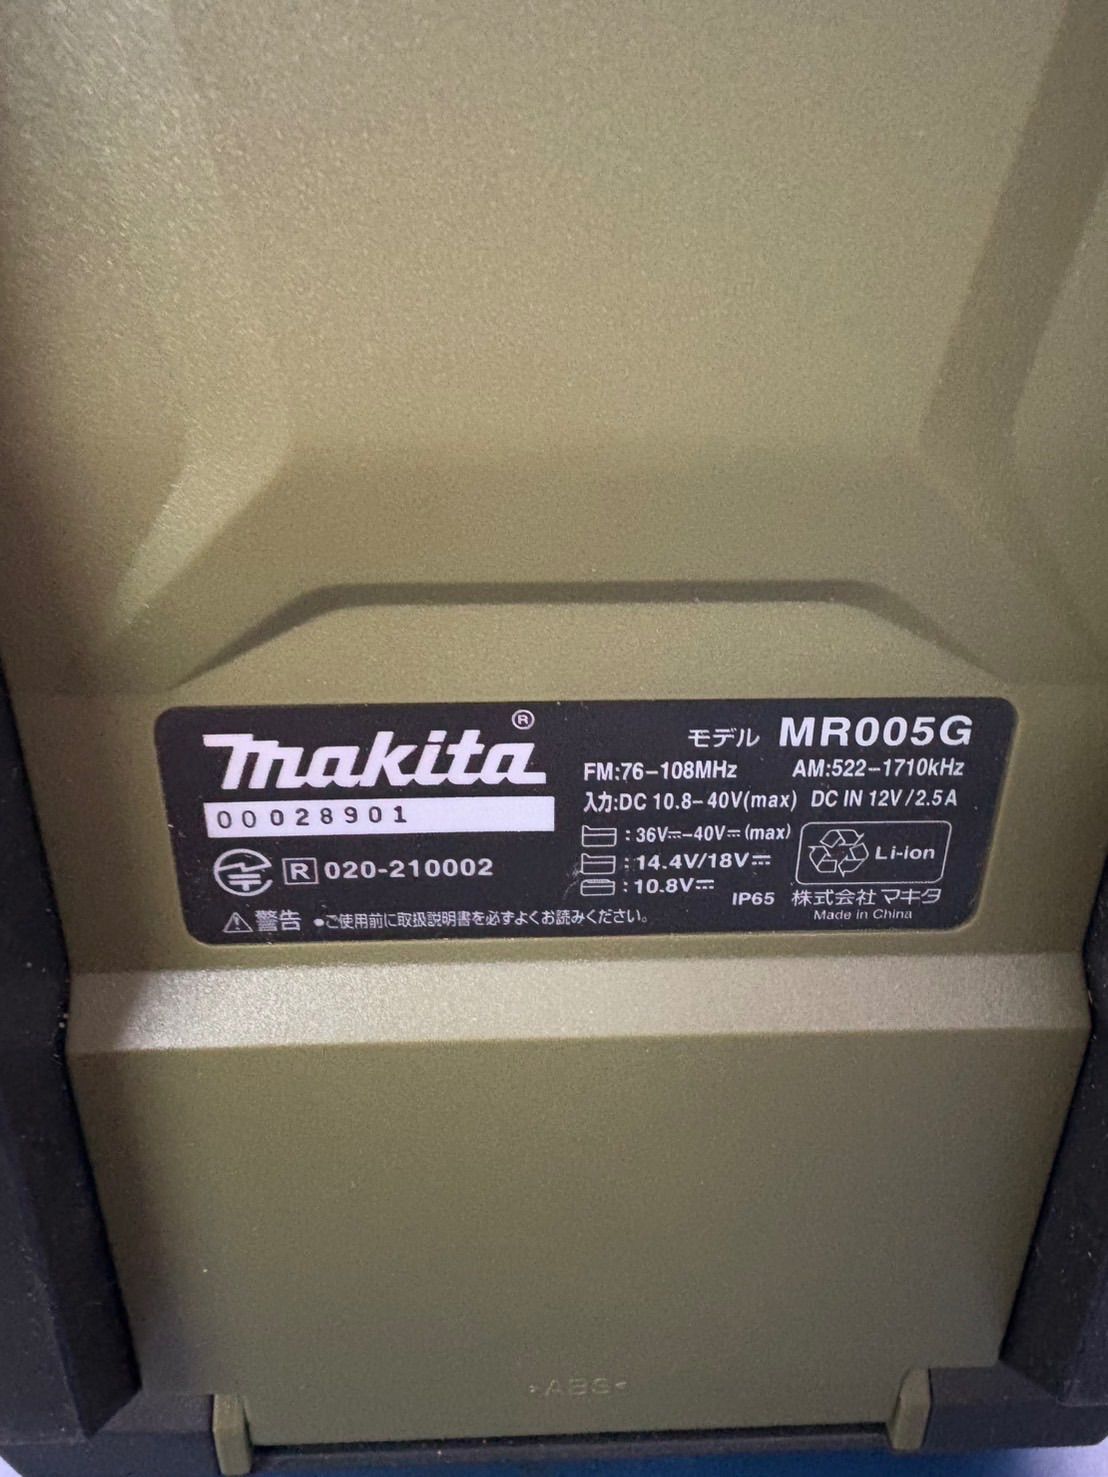 makita®
00028901
R 020-210002
⚠警告 ●ご使用前に取扱説明書を必ずよくお読みください。
モデル MR005G
FM:76-108MHz AM:522-1710kHz
入力:DC 10.8-40V(max) DC IN 12V/2.5A
:36V⎓-40V⎓(max)
:14.4V/18V⎓
:10.8V⎓
Li-ion
IP65 株式会社マキタ
Made in China
>ABS<